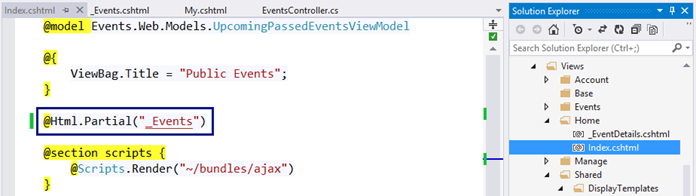 Index.cshtml _Events.cshtml My.cshtml EventsController.cs
@model Events.Web.Models.UpcomingPassedEventsViewModel
@{
ViewBag.Title = "Public Events";
}
@Html.Partial("_Events")
@section scripts {
@Scripts.Render("~/bundles/ajax")
}
Solution Explorer
Search Solution Explorer (Ctrl+;)
Views
Account
Base
Events
Home
_EventDetails.cshtml
Index.cshtml
Manage
Shared
DisplayTemplates